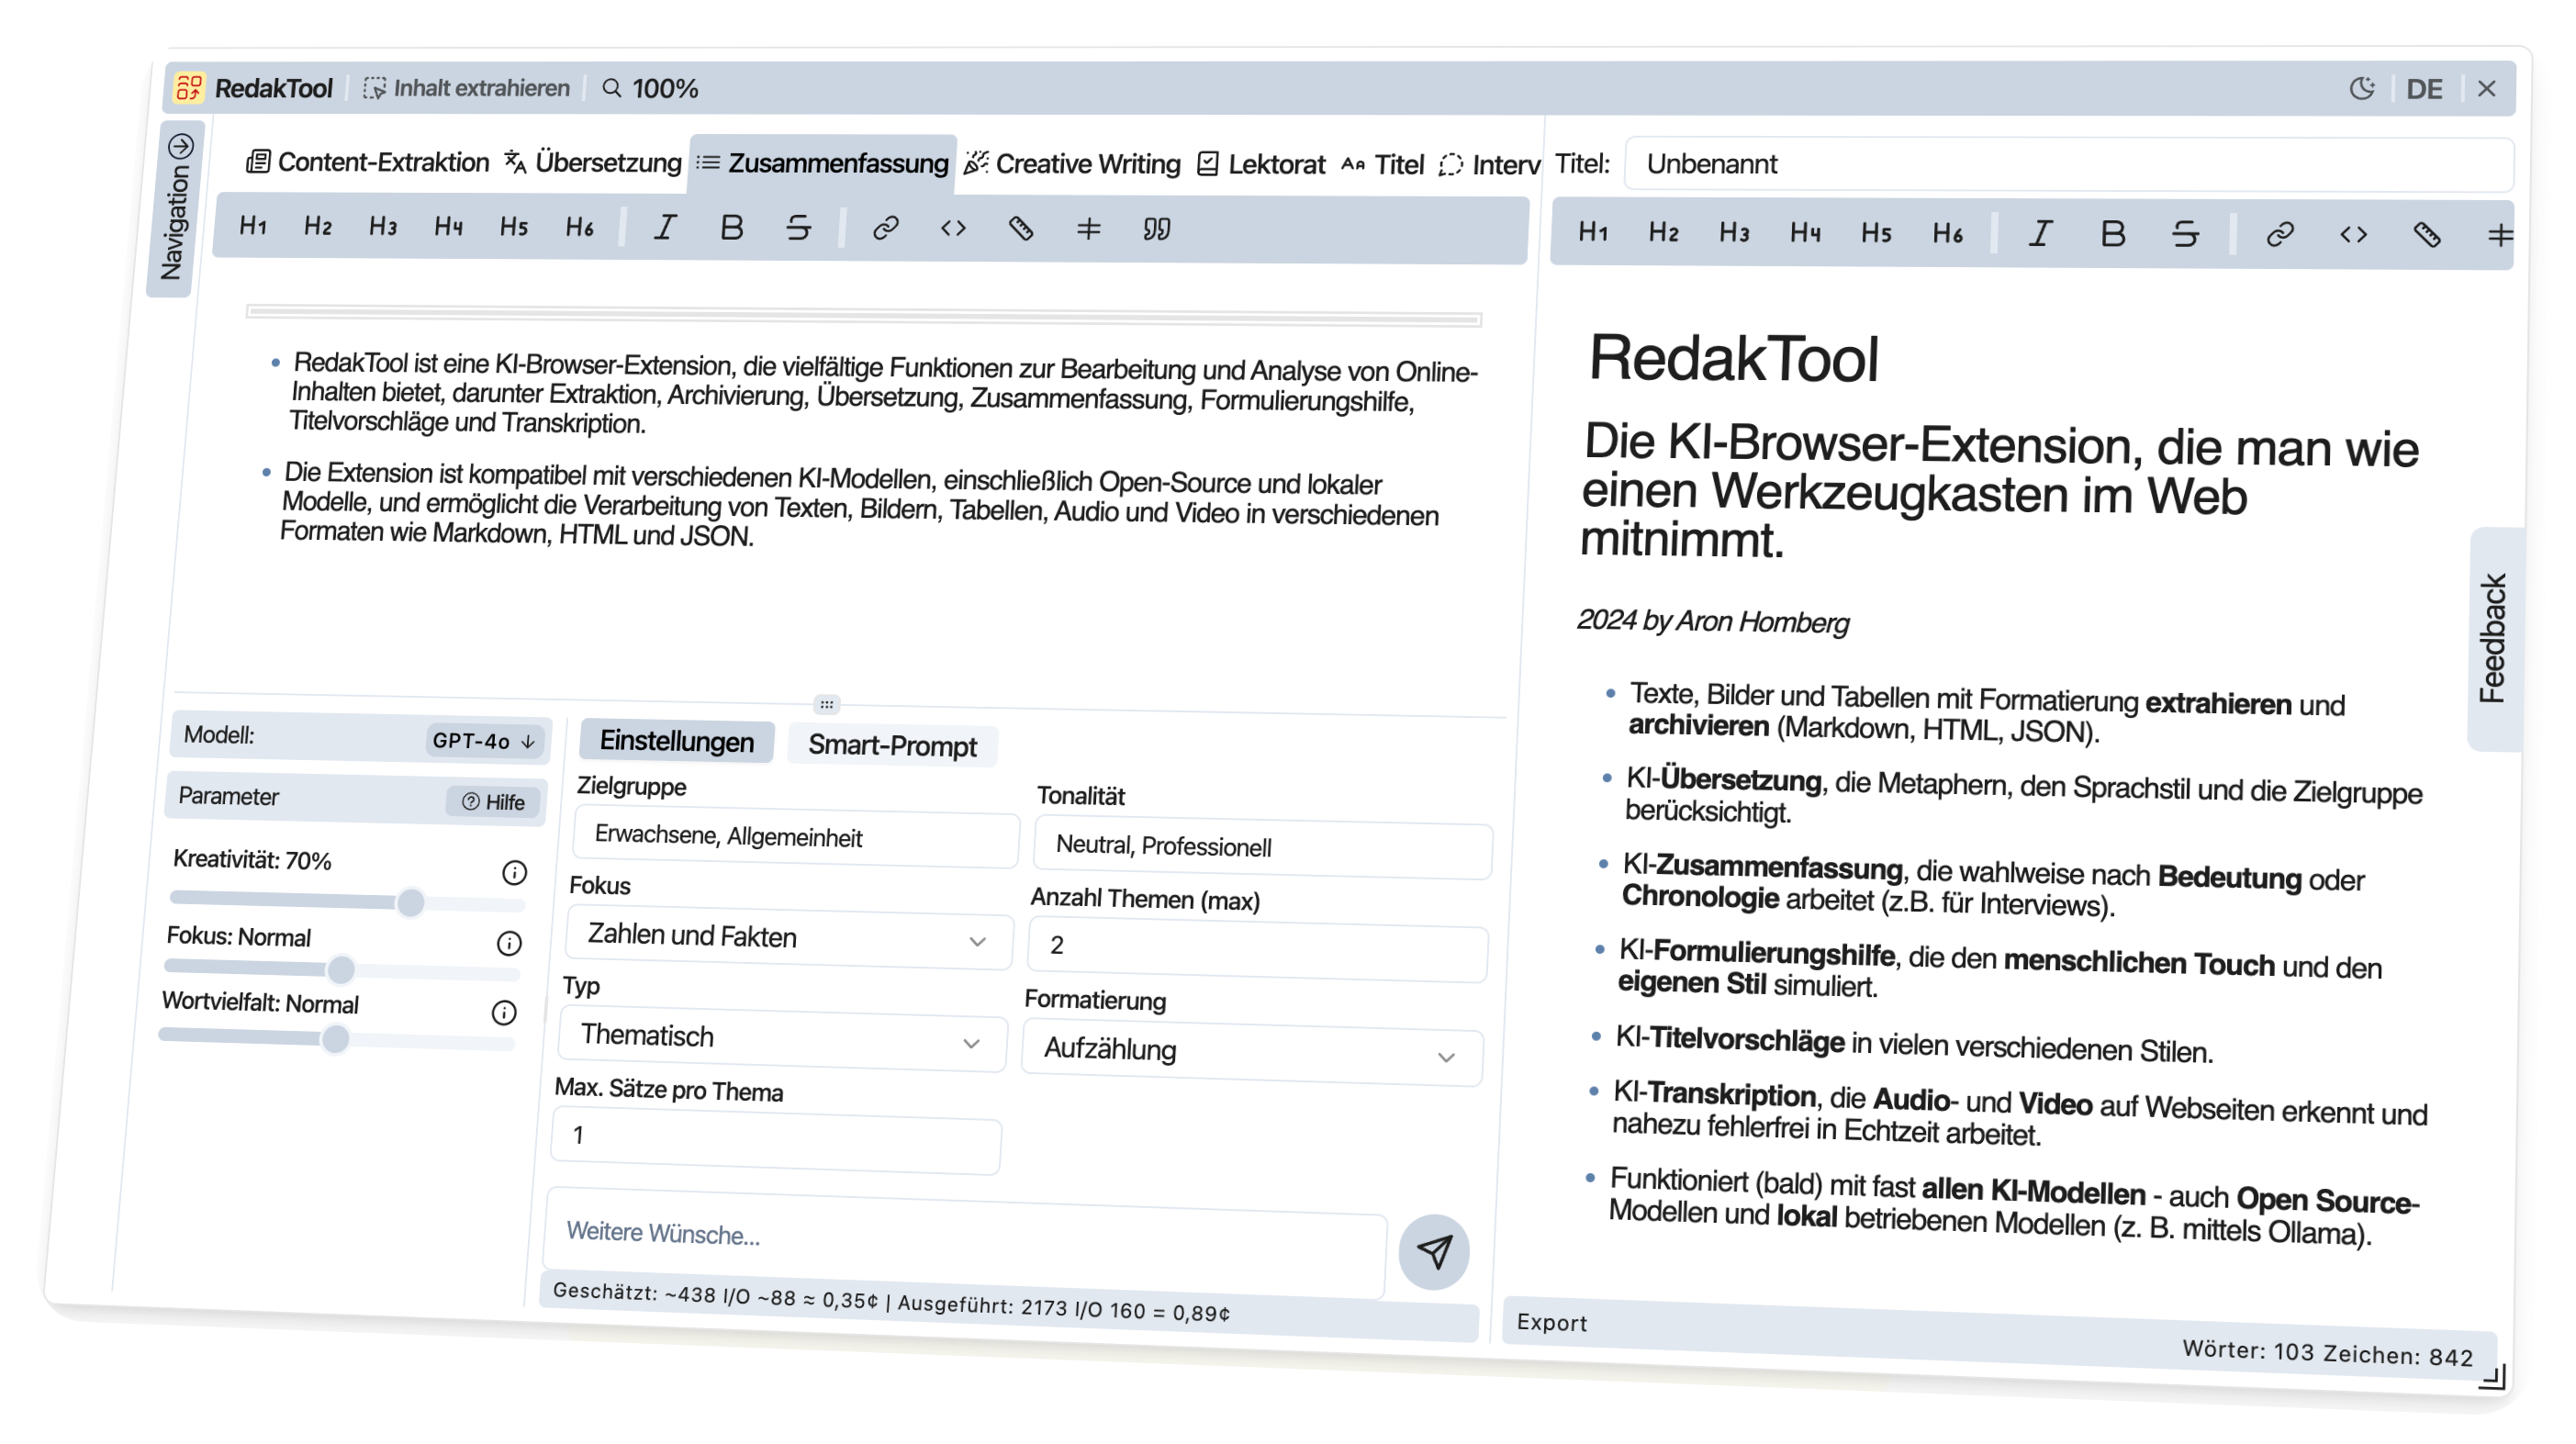 RedakTool Inhalt extrahieren 100% DE
Navigation
Content-Extraktion Übersetzung Zusammenfassung Creative Writing Lektorat Titel Interv
H1 H2 H3 H4 H5 H6 I B S
RedakTool ist eine KI-Browser-Extension, die vielfältige Funktionen zur Bearbeitung und Analyse von Online-
Inhalten bietet, darunter Extraktion, Archivierung, Übersetzung, Zusammenfassung, Formulierungshilfe,
Titelvorschläge und Transkription.
Die Extension ist kompatibel mit verschiedenen KI-Modellen, einschließlich Open-Source und lokaler
Modelle, und ermöglicht die Verarbeitung von Texten, Bildern, Tabellen, Audio und Video in verschiedenen
Formaten wie Markdown, HTML und JSON.
Modell: GPT-4o
Parameter Hilfe
Kreativität: 70%
Fokus: Normal
Wortvielfalt: Normal
Einstellungen Smart-Prompt
Zielgruppe
Erwachsene, Allgemeinheit
Tonalität
Neutral, Professionell
Fokus
Zahlen und Fakten
Anzahl Themen (max)
2
Typ
Thematisch
Formatierung
Aufzählung
Max. Sätze pro Thema
1
Weitere Wünsche...
Geschätzt: ~438 I/O ~88 ≈ 0,35¢ | Ausgeführt: 2173 I/O 160 = 0,89¢
Titel: Unbenannt
H1 H2 H3 H4 H5 H6 I B S
RedakTool
Die KI-Browser-Extension, die man wie
einen Werkzeugkasten im Web
mitnimmt.
2024 by Aron Homberg
Texte, Bilder und Tabellen mit Formatierung extrahieren und
archivieren (Markdown, HTML, JSON).
KI-Übersetzung, die Metaphern, den Sprachstil und die Zielgruppe
berücksichtigt.
KI-Zusammenfassung, die wahlweise nach Bedeutung oder
Chronologie arbeitet (z.B. für Interviews).
KI-Formulierungshilfe, die den menschlichen Touch und den
eigenen Stil simuliert.
KI-Titelvorschläge in vielen verschiedenen Stilen.
KI-Transkription, die Audio- und Video auf Webseiten erkennt und
nahezu fehlerfrei in Echtzeit arbeitet.
Funktioniert (bald) mit fast allen KI-Modellen - auch Open Source-
Modellen und lokal betriebenen Modellen (z. B. mittels Ollama).
Feedback
Export
Wörter: 103 Zeichen: 842